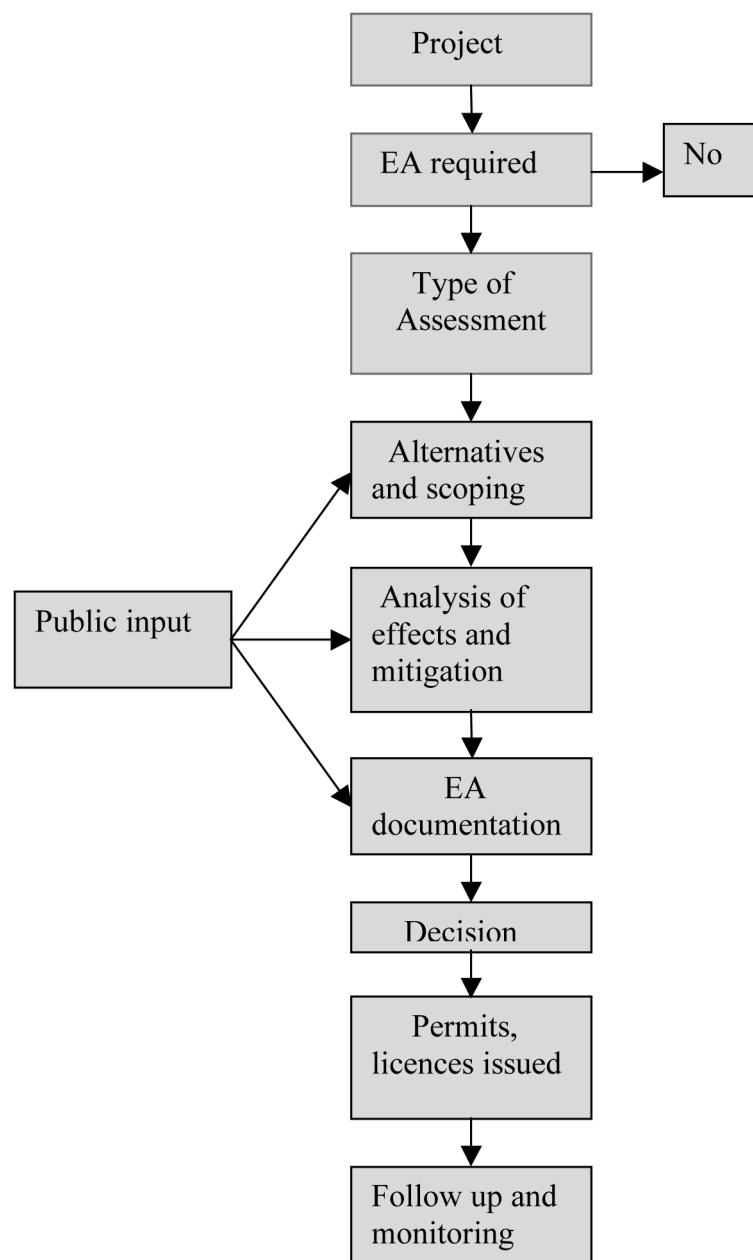 Project
EA required
No
Type of
Assessment
Alternatives
and scoping
Public input
Analysis of
effects and
mitigation
EA
documentation
Decision
Permits,
licences issued
Follow up and
monitoring